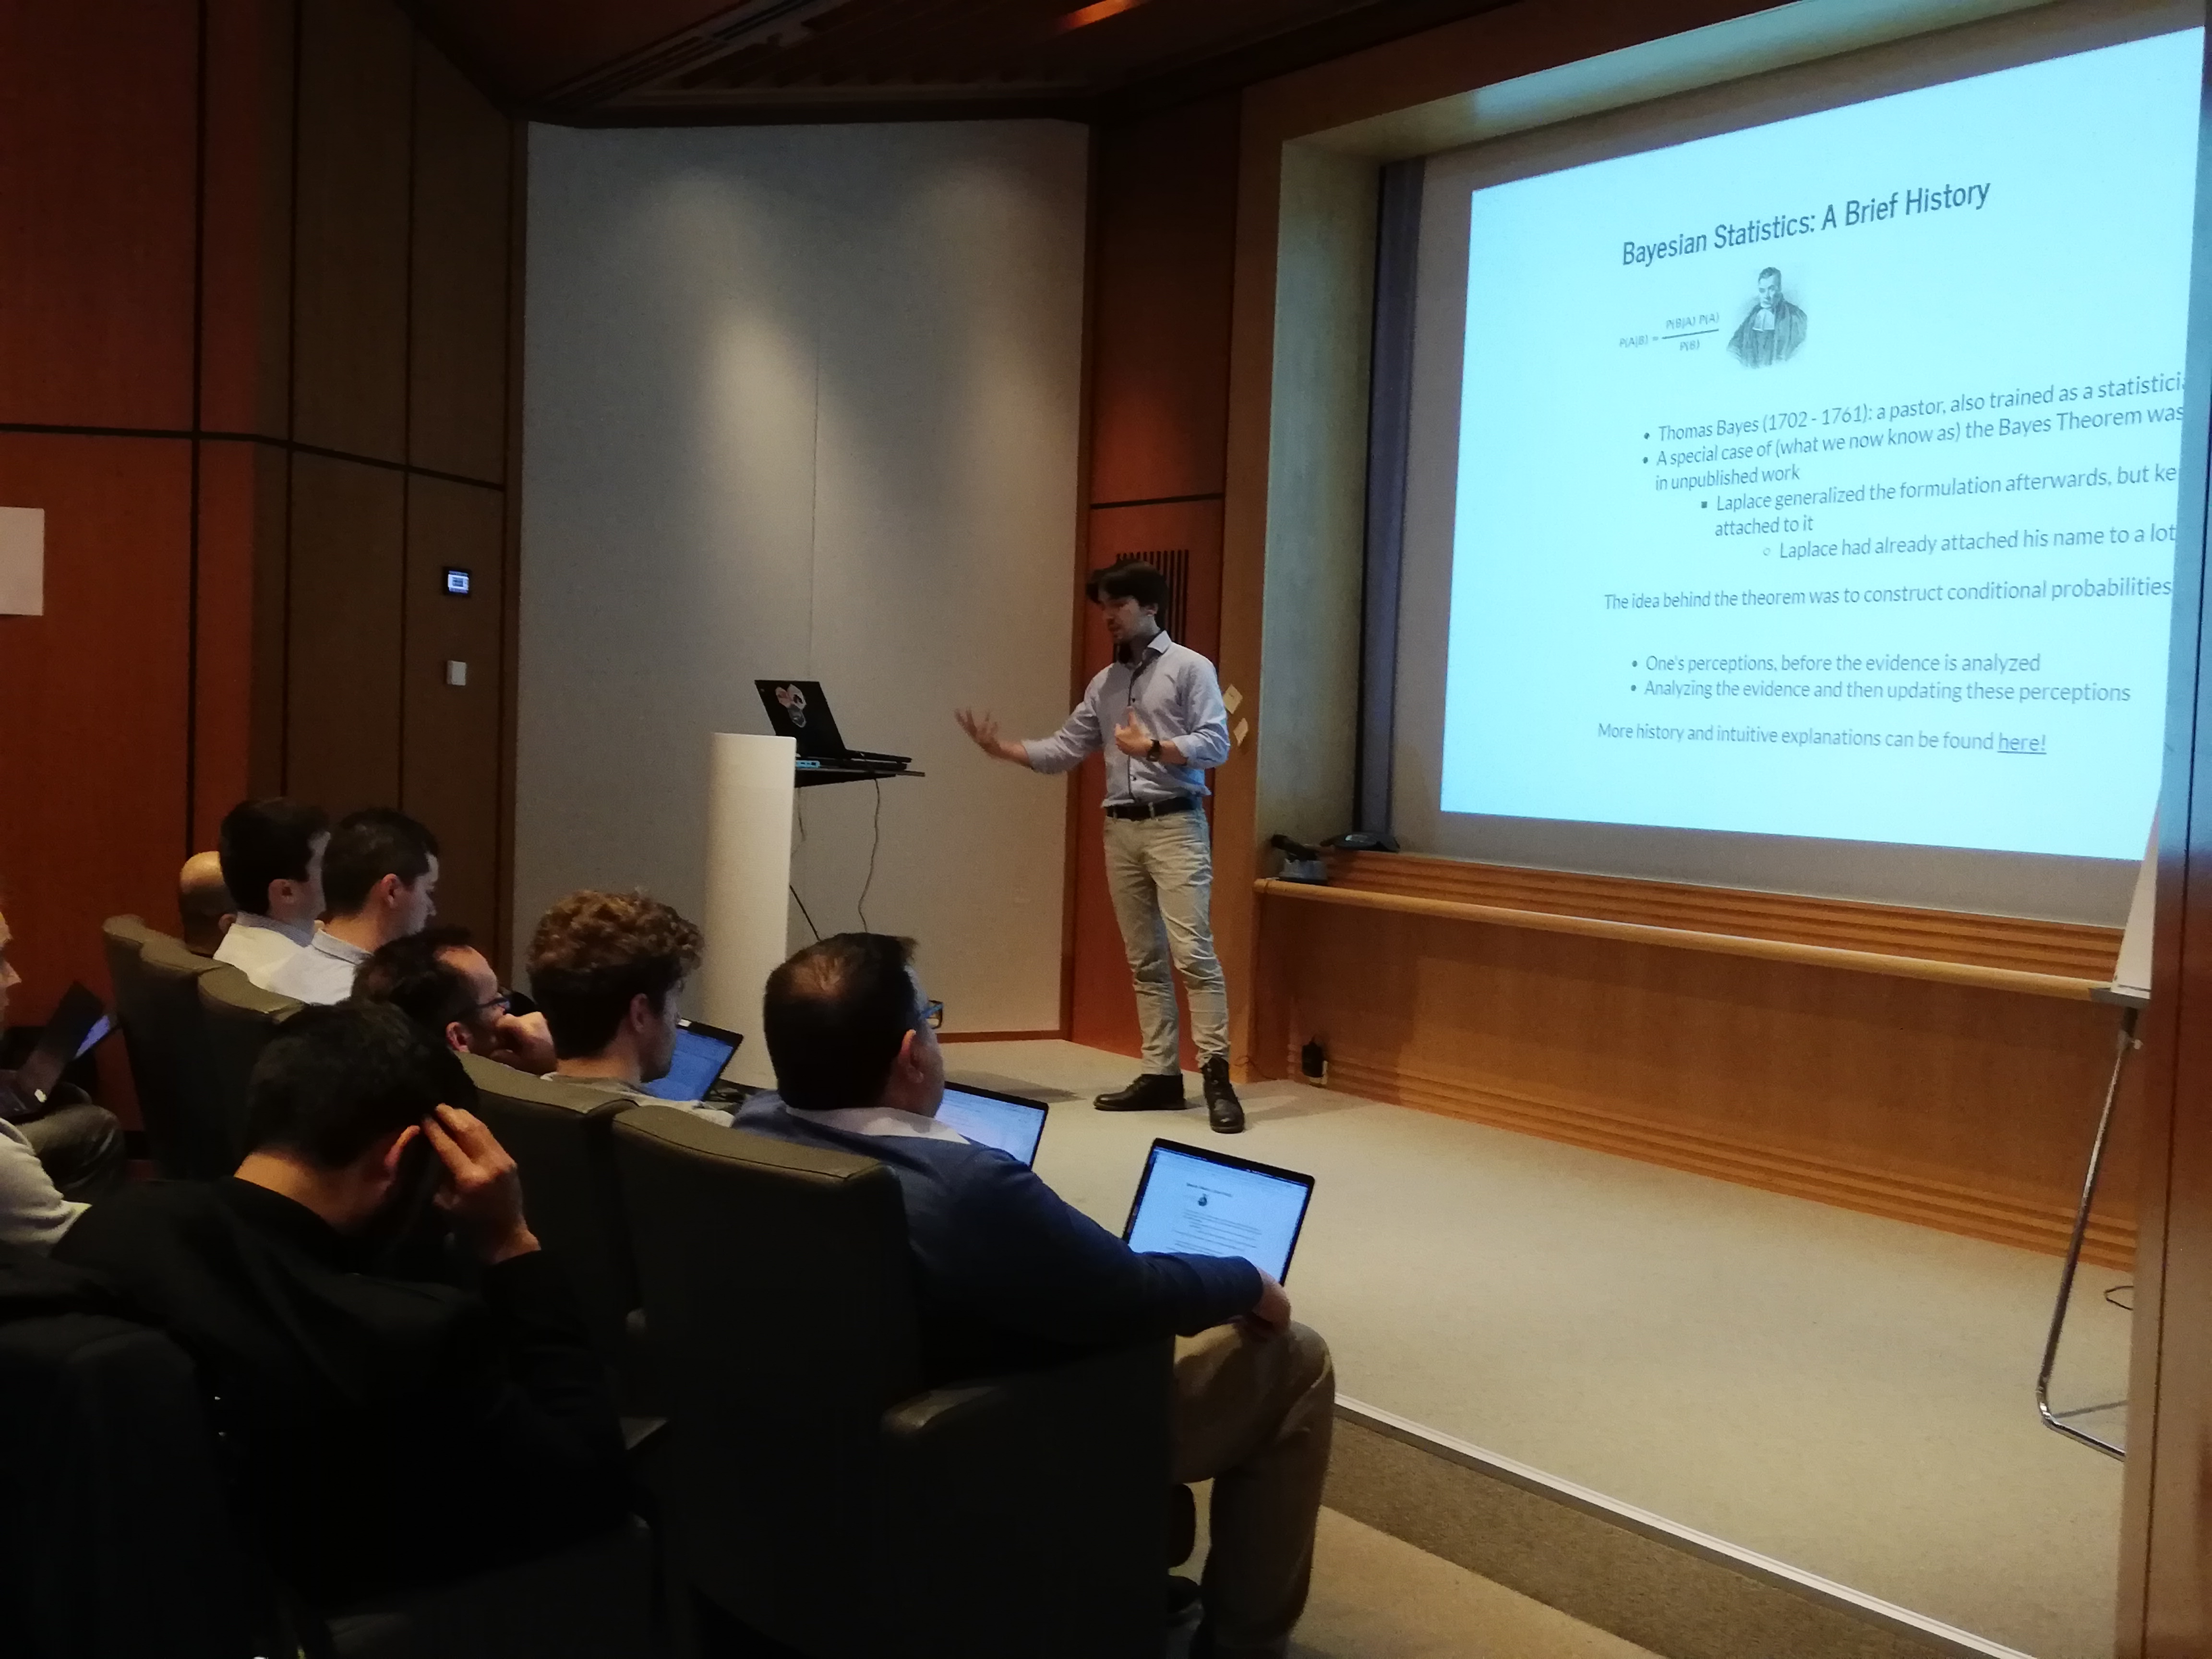 Bayesian Statistics: A Brief History
P(A|B) = P(B|A) P(A)
P(B)
• Thomas Bayes (1702 - 1761): a pastor, also trained as a statistici
• A special case of (what we now know as) the Bayes Theorem was
in unpublished work
▪ Laplace generalized the formulation afterwards, but ke
attached to it
◦ Laplace had already attached his name to a lot
The idea behind the theorem was to construct conditional probabilities
• One's perceptions, before the evidence is analyzed
• Analyzing the evidence and then updating these perceptions
More history and intuitive explanations can be found here!